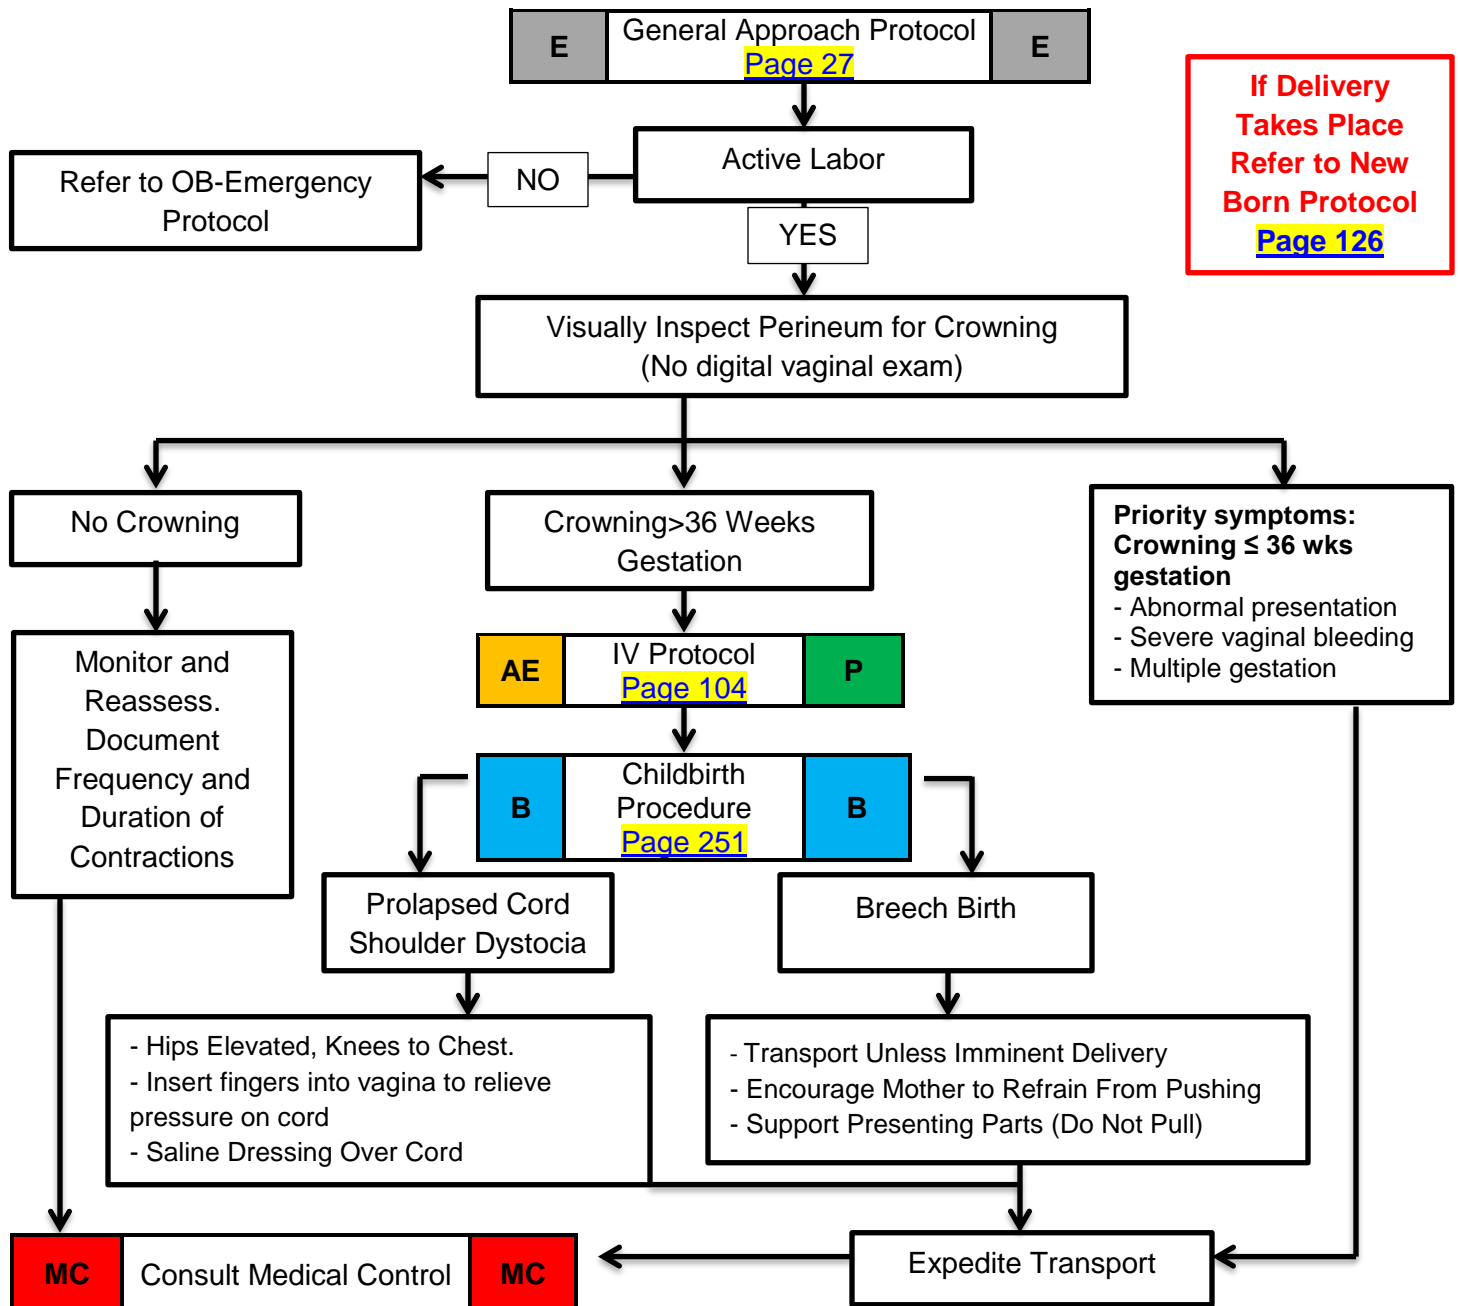 E
General Approach Protocol
Page 27
E
If Delivery
Takes Place
Refer to New
Born Protocol
Page 126
Active Labor
NO
Refer to OB-Emergency
Protocol
YES
Visually Inspect Perineum for Crowning
(No digital vaginal exam)
No Crowning
Crowning>36 Weeks
Gestation
Priority symptoms:
Crowning ≤ 36 wks
gestation
- Abnormal presentation
- Severe vaginal bleeding
- Multiple gestation
Monitor and
Reassess.
Document
Frequency and
Duration of
Contractions
AE
IV Protocol
Page 104
P
B
Childbirth
Procedure
Page 251
B
Prolapsed Cord
Shoulder Dystocia
Breech Birth
- Hips Elevated, Knees to Chest.
- Insert fingers into vagina to relieve
pressure on cord
- Saline Dressing Over Cord
- Transport Unless Imminent Delivery
- Encourage Mother to Refrain From Pushing
- Support Presenting Parts (Do Not Pull)
MC
Consult Medical Control
MC
Expedite Transport